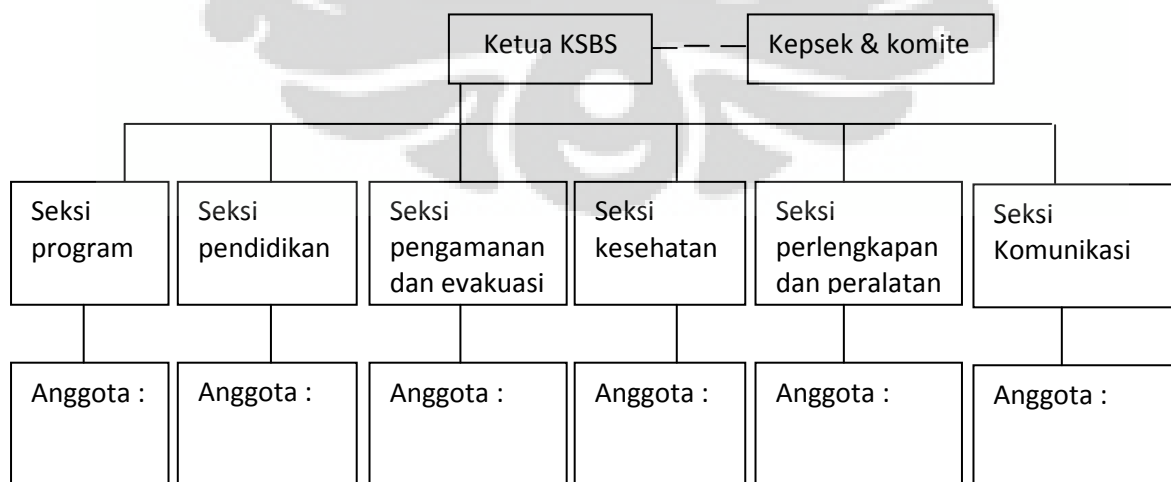 Ketua KSBS
Kepsek & komite
Seksi
program
Seksi
pendidikan
Seksi
pengamanan
dan evakuasi
Seksi
kesehatan
Seksi
perlengkapan
dan peralatan
Seksi
Komunikasi
Anggota :
Anggota :
Anggota :
Anggota :
Anggota :
Anggota :